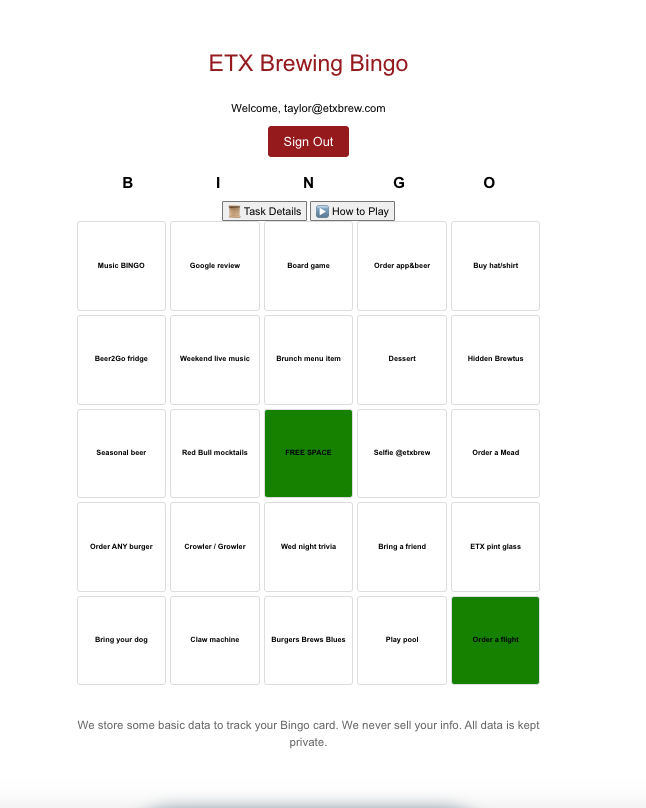 ETX Brewing Bingo
Welcome, taylor@etxbrew.com
Sign Out
B I N G O
Task Details How to Play
Music BINGO Google review Board game Order app&beer Buy hat/shirt
Beer2Go fridge Weekend live music Brunch menu item Dessert Hidden Brewtus
Seasonal beer Red Bull mocktails FREE SPACE Selfie @etxbrew Order a Mead
Order ANY burger Crowler / Growler Wed night trivia Bring a friend ETX pint glass
Bring your dog Claw machine Burgers Brews Blues Play pool Order a flight
We store some basic data to track your Bingo card. We never sell your info. All data is kept
private.